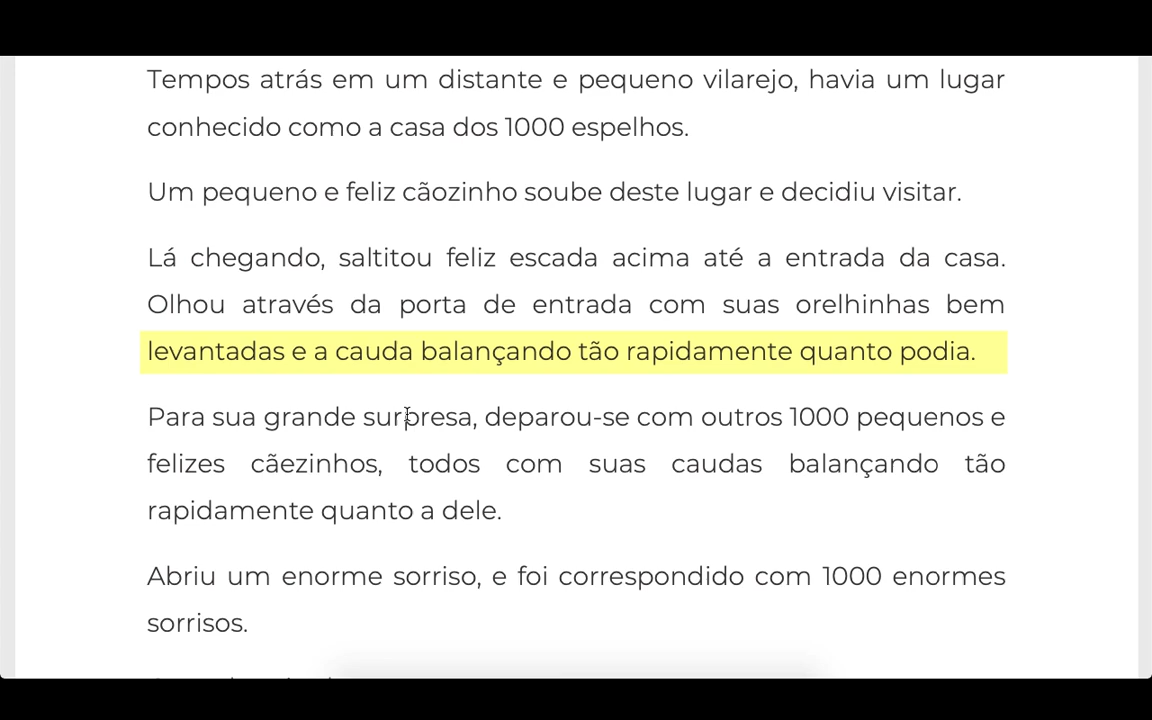 Tempos atrás em um distante e pequeno vilarejo, havia um lugar
conhecido como a casa dos 1000 espelhos.
Um pequeno e feliz cãozinho soube deste lugar e decidiu visitar.
Lá chegando, saltitou feliz escada acima até a entrada da casa.
Olhou através da porta de entrada com suas orelhinhas bem
levantadas e a cauda balançando tão rapidamente quanto podia.
Para sua grande surpresa, deparou-se com outros 1000 pequenos e
felizes cãezinhos, todos com suas caudas balançando tão
rapidamente quanto a dele.
Abriu um enorme sorriso, e foi correspondido com 1000 enormes
sorrisos.